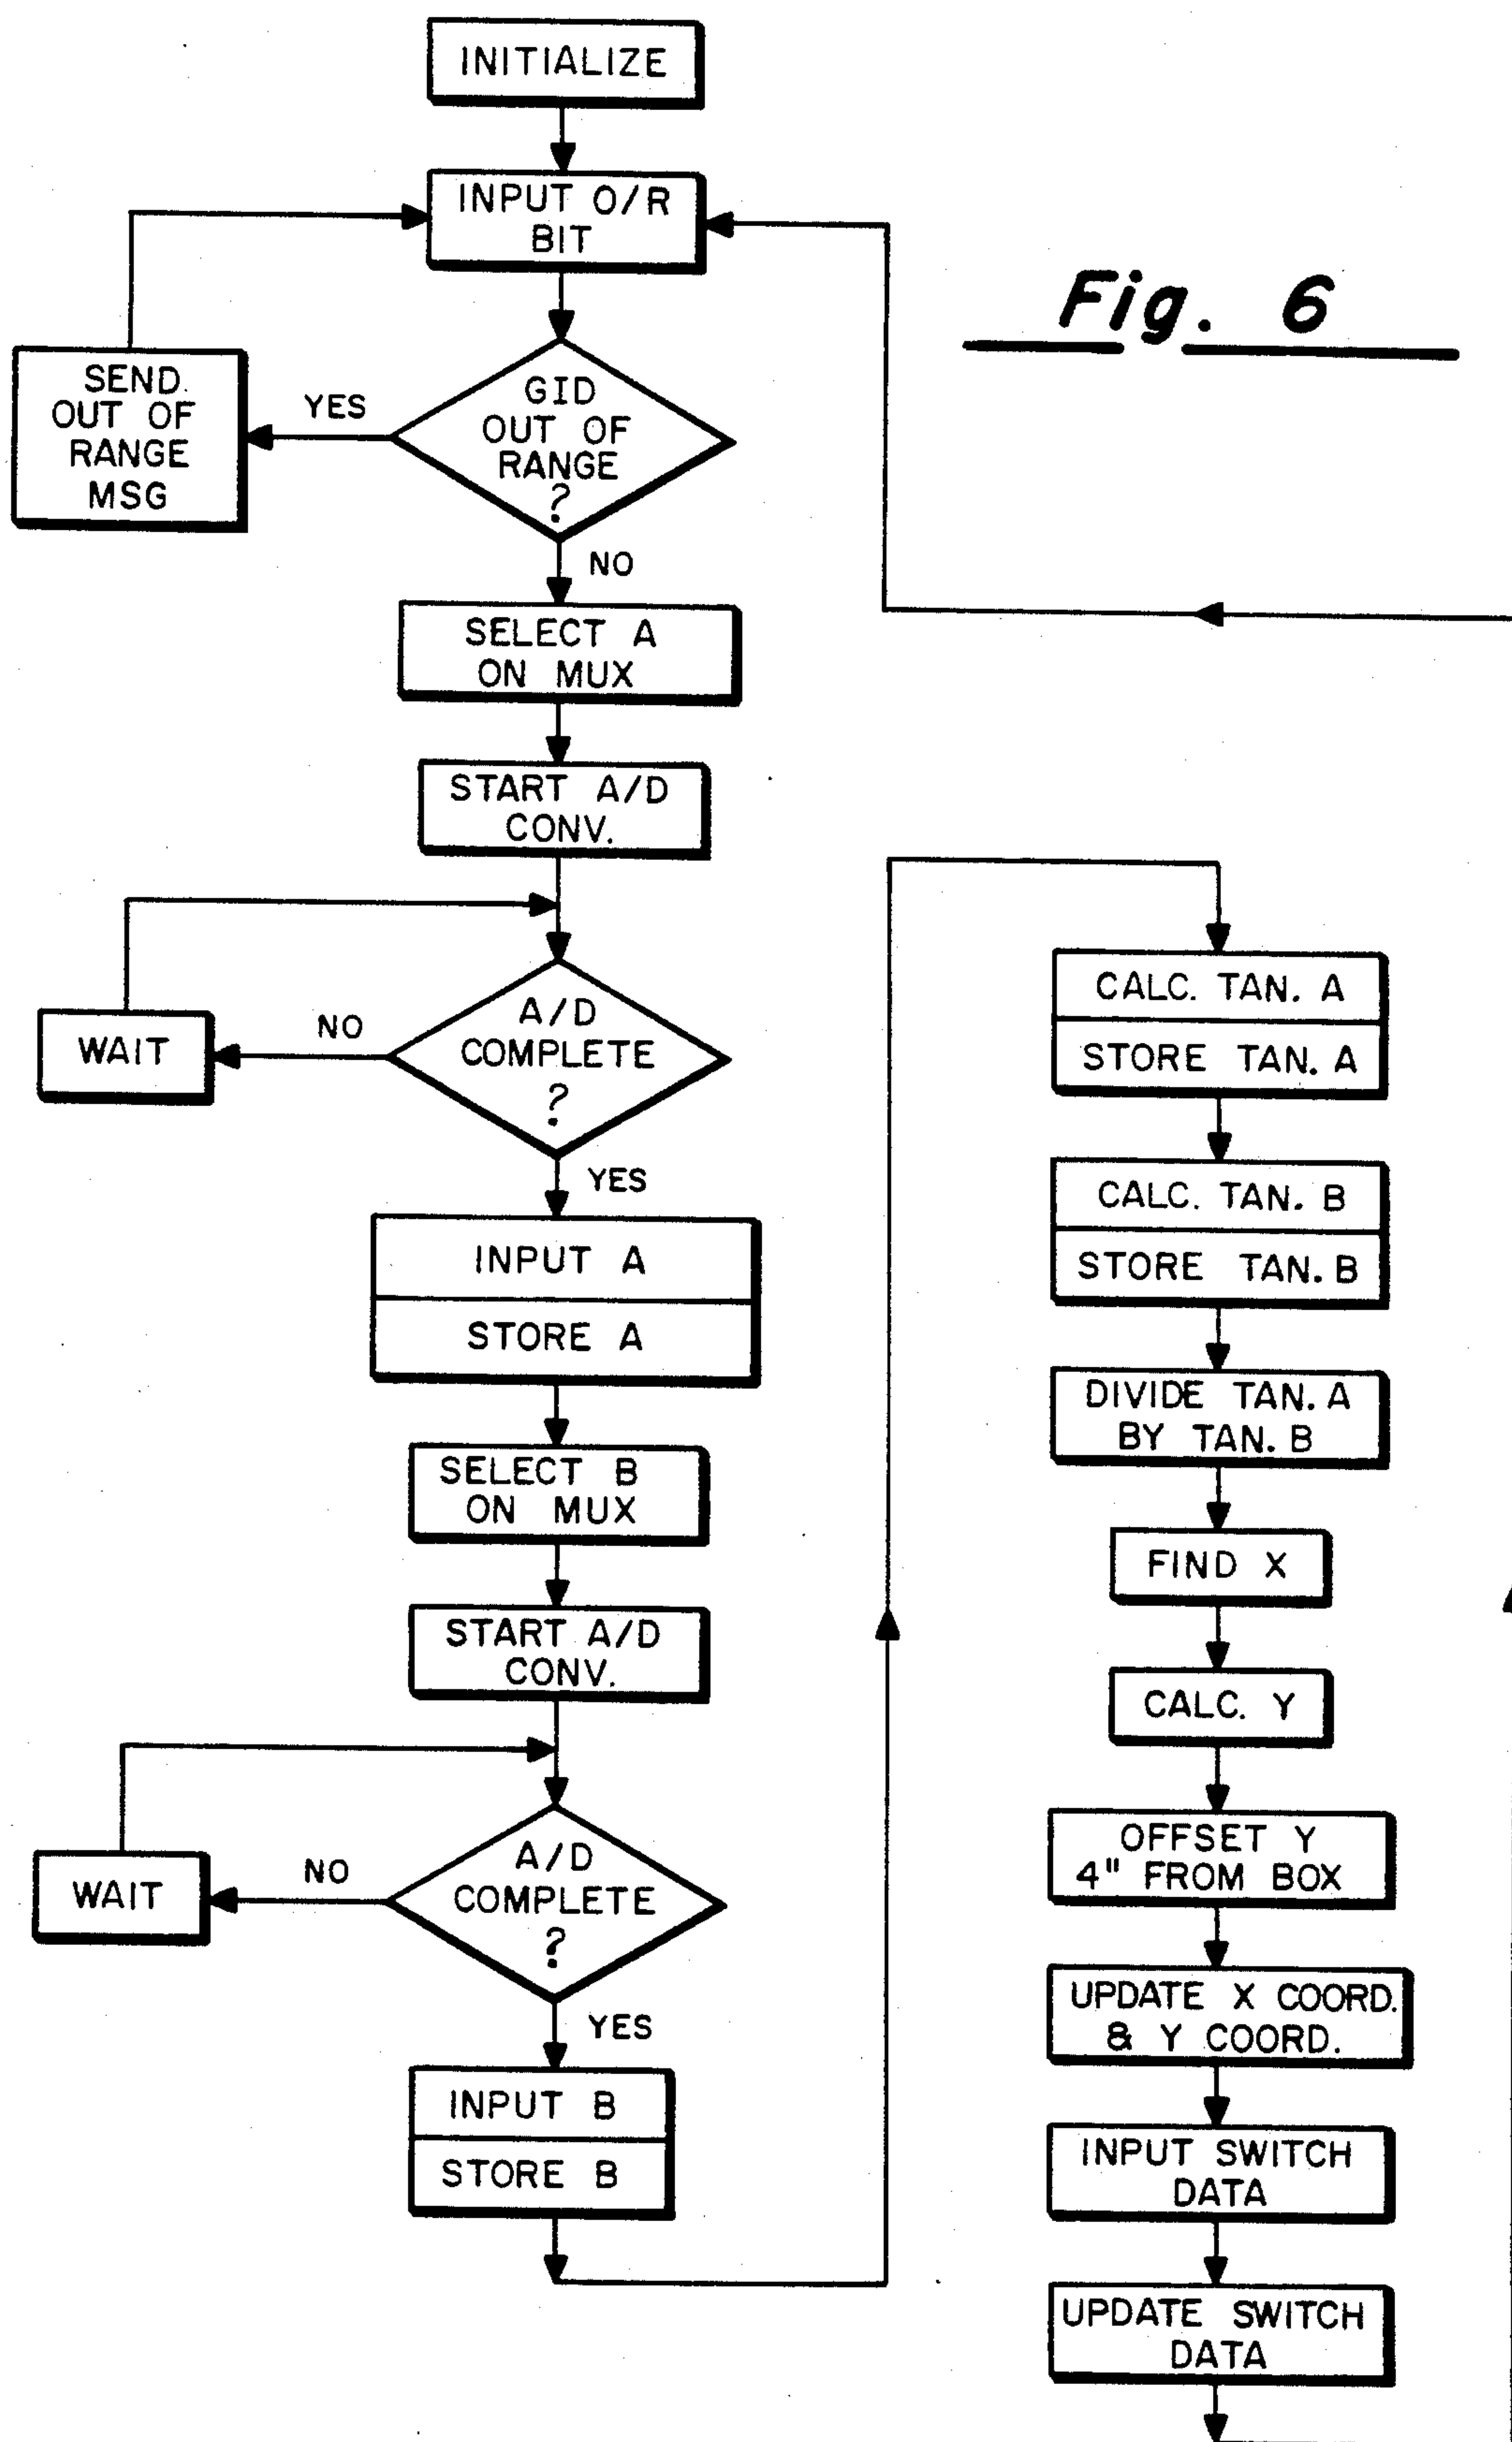 INITIALIZE
INPUT O/R
BIT
Fig. 6
SEND.
OUT OF
RANGE
MSG
YES
GID
OUT OF
RANGE
?
NO
SELECT A
ON MUX
START A/D
CONV.
WAIT
NO
A/D
COMPLETE
?
YES
INPUT A
STORE A
SELECT B
ON MUX
START A/D
CONV.
WAIT
NO
A/D
COMPLETE
?
YES
INPUT B
STORE B
CALC. TAN. A
STORE TAN. A
CALC. TAN. B
STORE TAN. B
DIVIDE TAN. A
BY TAN. B
FIND X
CALC. Y
OFFSET Y
4" FROM BOX
UPDATE X COORD.
& Y COORD.
INPUT SWITCH
DATA
UPDATE SWITCH
DATA